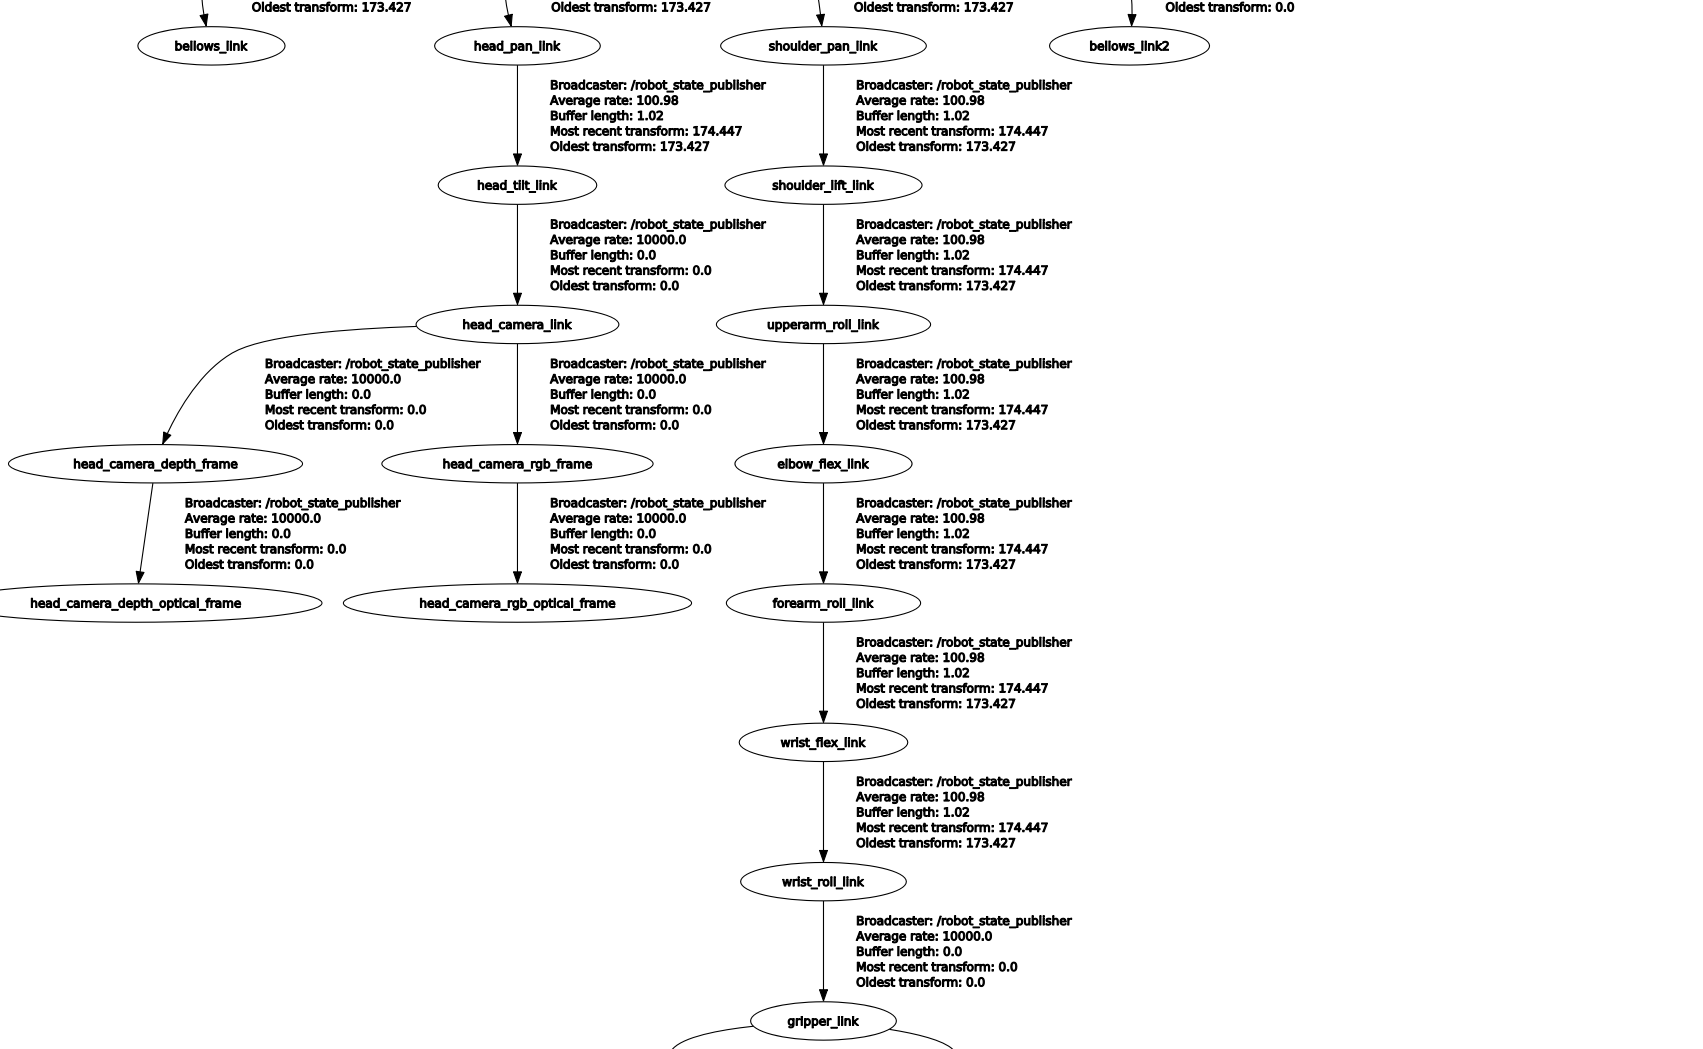 Oldest transform: 173.427
Oldest transform: 173.427
Oldest transform: 173.427
Oldest transform: 0.0
bellows_link
head_pan_link
shoulder_pan_link
bellows_link2
Broadcaster: /robot_state_publisher
Average rate: 100.98
Buffer length: 1.02
Most recent transform: 174.447
Oldest transform: 173.427
Broadcaster: /robot_state_publisher
Average rate: 100.98
Buffer length: 1.02
Most recent transform: 174.447
Oldest transform: 173.427
head_tilt_link
shoulder_lift_link
Broadcaster: /robot_state_publisher
Average rate: 10000.0
Buffer length: 0.0
Most recent transform: 0.0
Oldest transform: 0.0
Broadcaster: /robot_state_publisher
Average rate: 100.98
Buffer length: 1.02
Most recent transform: 174.447
Oldest transform: 173.427
head_camera_link
upperarm_roll_link
Broadcaster: /robot_state_publisher
Average rate: 10000.0
Buffer length: 0.0
Most recent transform: 0.0
Oldest transform: 0.0
Broadcaster: /robot_state_publisher
Average rate: 10000.0
Buffer length: 0.0
Most recent transform: 0.0
Oldest transform: 0.0
Broadcaster: /robot_state_publisher
Average rate: 100.98
Buffer length: 1.02
Most recent transform: 174.447
Oldest transform: 173.427
head_camera_depth_frame
head_camera_rgb_frame
elbow_flex_link
Broadcaster: /robot_state_publisher
Average rate: 10000.0
Buffer length: 0.0
Most recent transform: 0.0
Oldest transform: 0.0
Broadcaster: /robot_state_publisher
Average rate: 10000.0
Buffer length: 0.0
Most recent transform: 0.0
Oldest transform: 0.0
Broadcaster: /robot_state_publisher
Average rate: 100.98
Buffer length: 1.02
Most recent transform: 174.447
Oldest transform: 173.427
head_camera_depth_optical_frame
head_camera_rgb_optical_frame
forearm_roll_link
Broadcaster: /robot_state_publisher
Average rate: 100.98
Buffer length: 1.02
Most recent transform: 174.447
Oldest transform: 173.427
wrist_flex_link
Broadcaster: /robot_state_publisher
Average rate: 100.98
Buffer length: 1.02
Most recent transform: 174.447
Oldest transform: 173.427
wrist_roll_link
Broadcaster: /robot_state_publisher
Average rate: 10000.0
Buffer length: 0.0
Most recent transform: 0.0
Oldest transform: 0.0
gripper_link